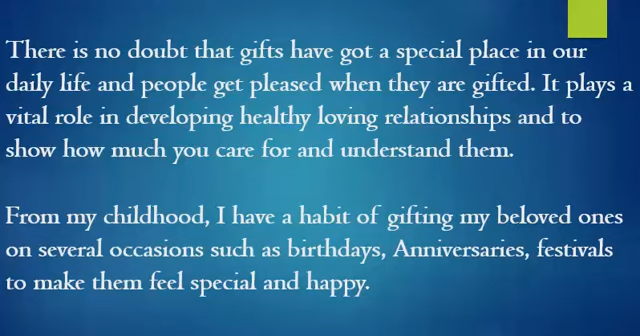 There is no doubt that gifts have got a special place in our
daily life and people get pleased when they are gifted. It plays a
vital role in developing healthy loving relationships and to
show how much you care for and understand them.
From my childhood, I have a habit of gifting my beloved ones
on several occasions such as birthdays, Anniversaries, festivals
to make them feel special and happy.